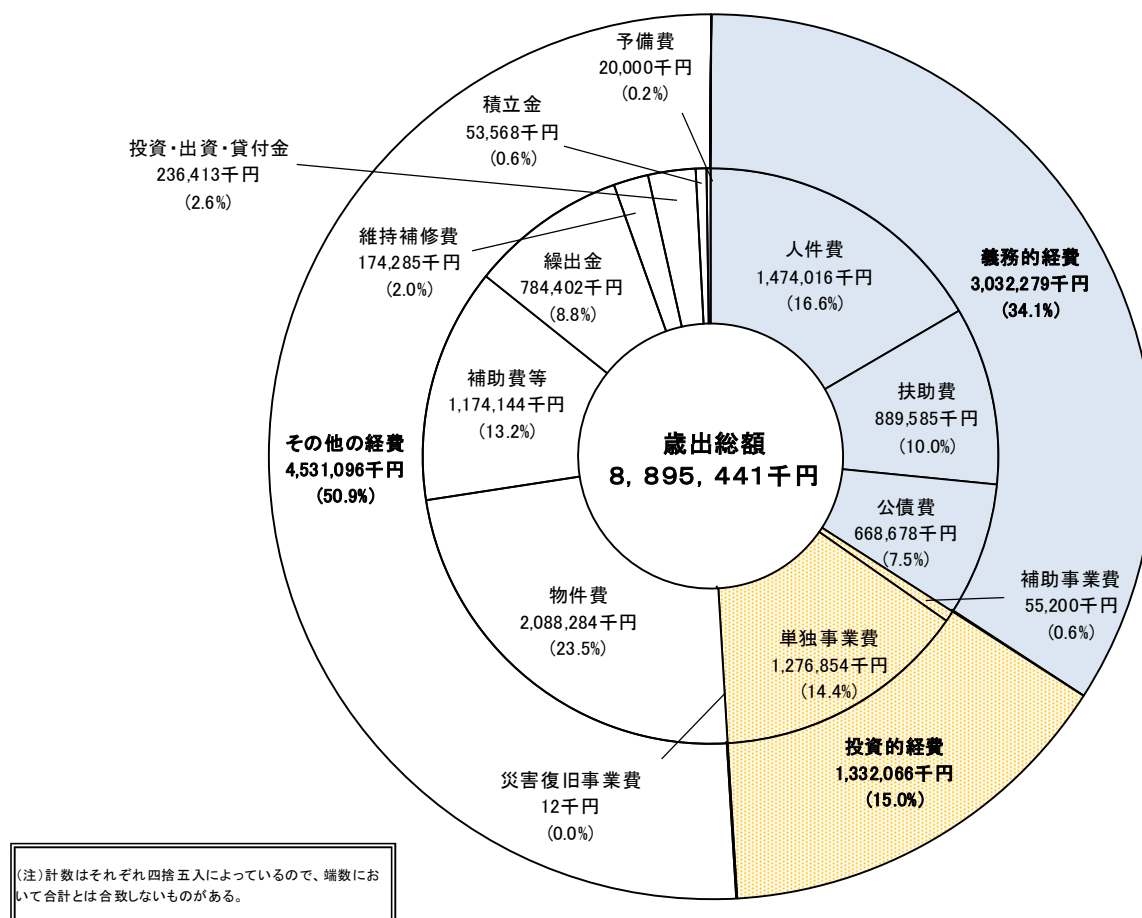 予備費
20,000千円
(0.2%)
積立金
53,568千円
(0.6%)
投資・出資・貸付金
236,413千円
(2.6%)
維持補修費
174,285千円
(2.0%)
繰出金
784,402千円
(8.8%)
人件費
1,474,016千円
(16.6%)
義務的経費
3,032,279千円
(34.1%)
補助費等
1,174,144千円
(13.2%)
扶助費
889,585千円
(10.0%)
その他の経費
4,531,096千円
(50.9%)
歳出総額
8,895,441千円
公債費
668,678千円
(7.5%)
補助事業費
55,200千円
(0.6%)
物件費
2,088,284千円
(23.5%)
単独事業費
1,276,854千円
(14.4%)
投資的経費
1,332,066千円
(15.0%)
災害復旧事業費
12千円
(0.0%)
(注)計数はそれぞれ四捨五入によっているので、端数にお
いて合計とは合致しないものがある。